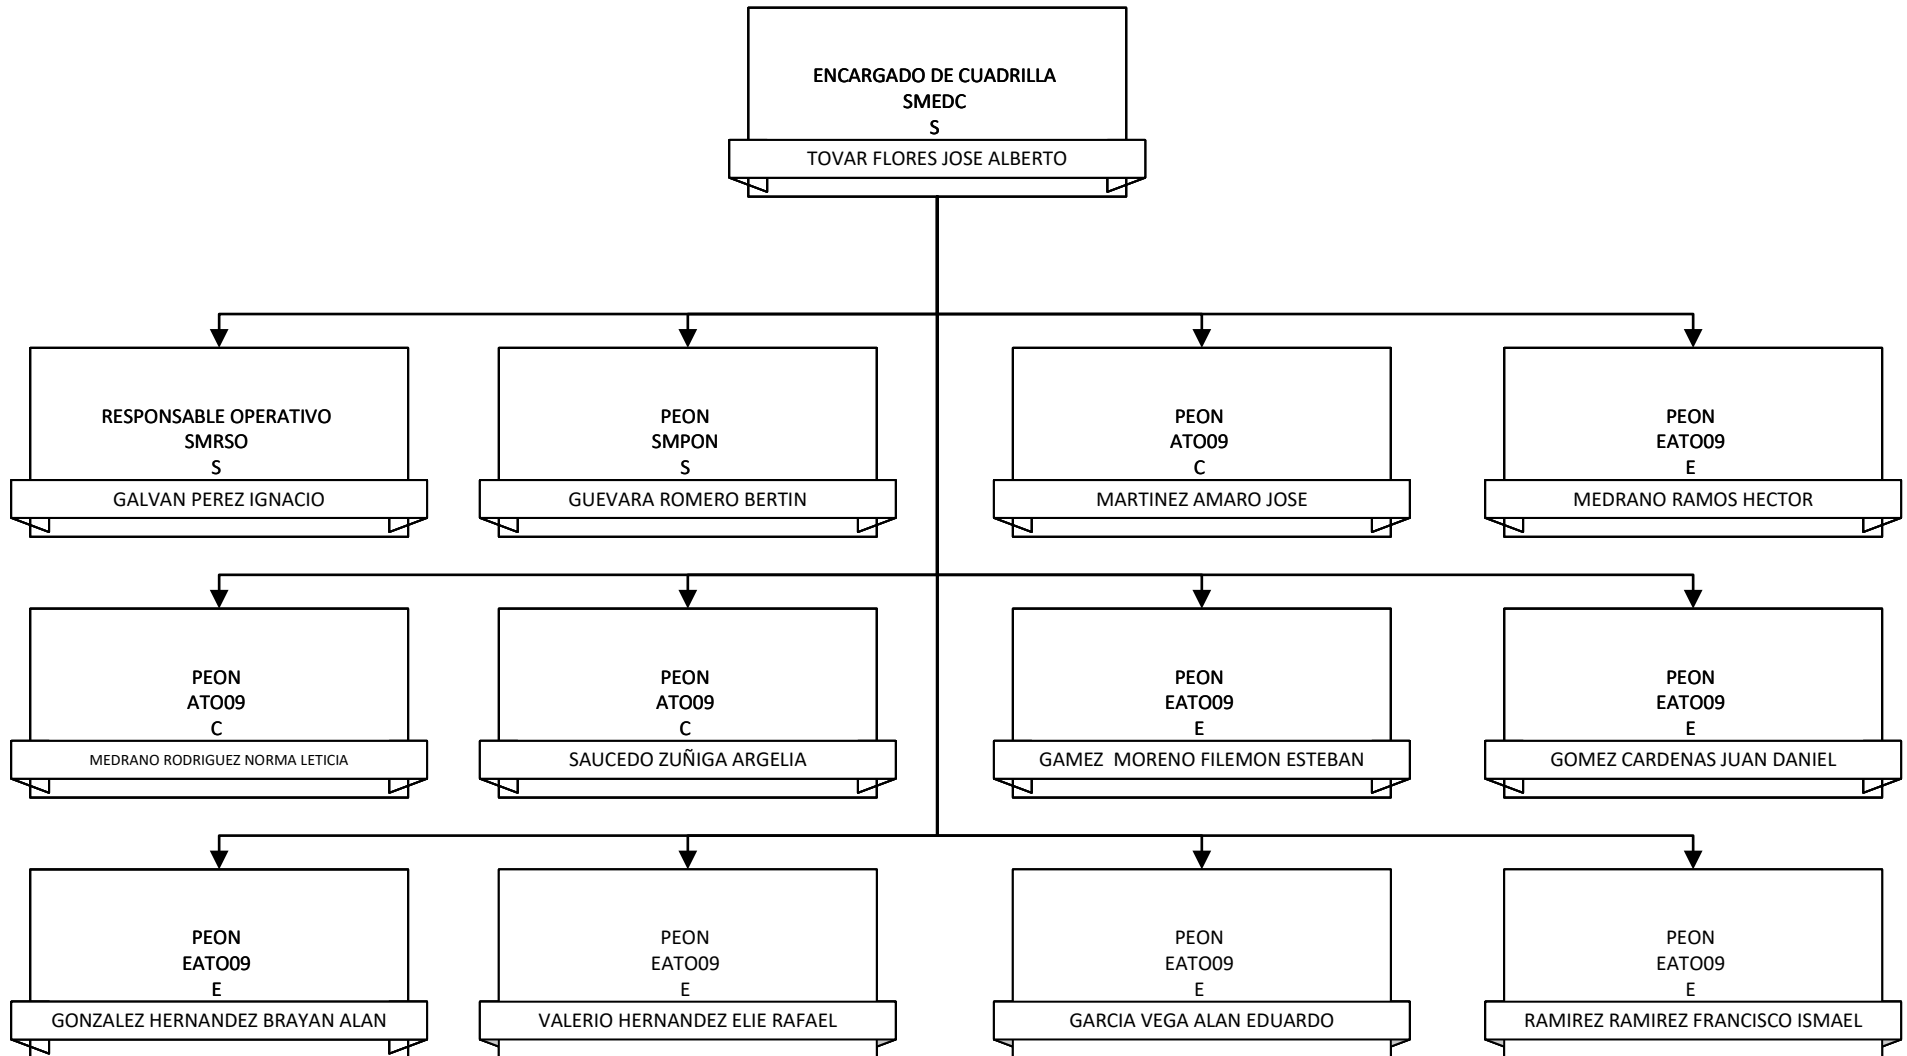 ENCARGADO DE CUADRILLA
SMEDC
S
TOVAR FLORES JOSE ALBERTO
RESPONSABLE OPERATIVO
SMRSO
S
GALVAN PEREZ IGNACIO
PEON
SMPON
S
GUEVARA ROMERO BERTIN
PEON
ATO09
C
MARTINEZ AMARO JOSE
PEON
EATO09
E
MEDRANO RAMOS HECTOR
PEON
ATO09
C
MEDRANO RODRIGUEZ NORMA LETICIA
PEON
ATO09
C
SAUCEDO ZUÑIGA ARGELIA
PEON
EATO09
E
GAMEZ  MORENO FILEMON ESTEBAN
PEON
EATO09
E
GOMEZ CARDENAS JUAN DANIEL
PEON
EATO09
E
GONZALEZ HERNANDEZ BRAYAN ALAN
PEON
EATO09
E
VALERIO HERNANDEZ ELIE RAFAEL
PEON
EATO09
E
GARCIA VEGA ALAN EDUARDO
PEON
EATO09
E
RAMIREZ RAMIREZ FRANCISCO ISMAEL